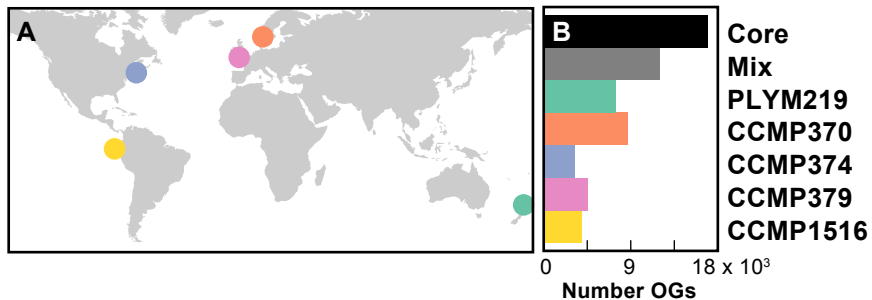 A
B
Core
Mix
PLYM219
CCMP370
CCMP374
CCMP379
CCMP1516
0 9 18 x 10³
Number OGs